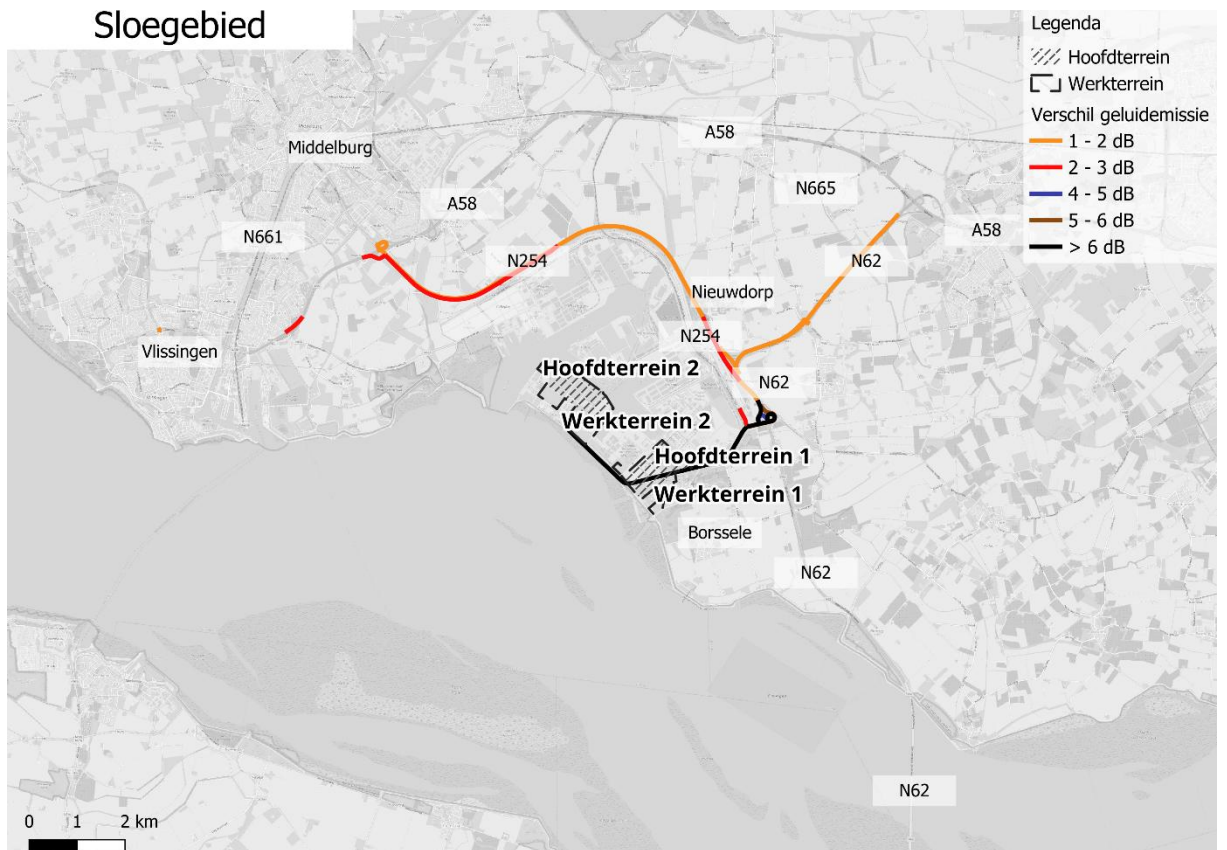 Sloegebied
Legenda
Hoofdterrein
Werkterrein
Verschil geluidemissie
1 - 2 dB
2 - 3 dB
4 - 5 dB
5 - 6 dB
> 6 dB
A58
Middelburg
N665
A58
A58
N661
N254
N62
Nieuwdorp
N254
Vlissingen
Hoofdterrein 2
N62
Werkterrein 2
Hoofdterrein 1
Werkterrein 1
Borssele
N62
N62
0 1 2 km